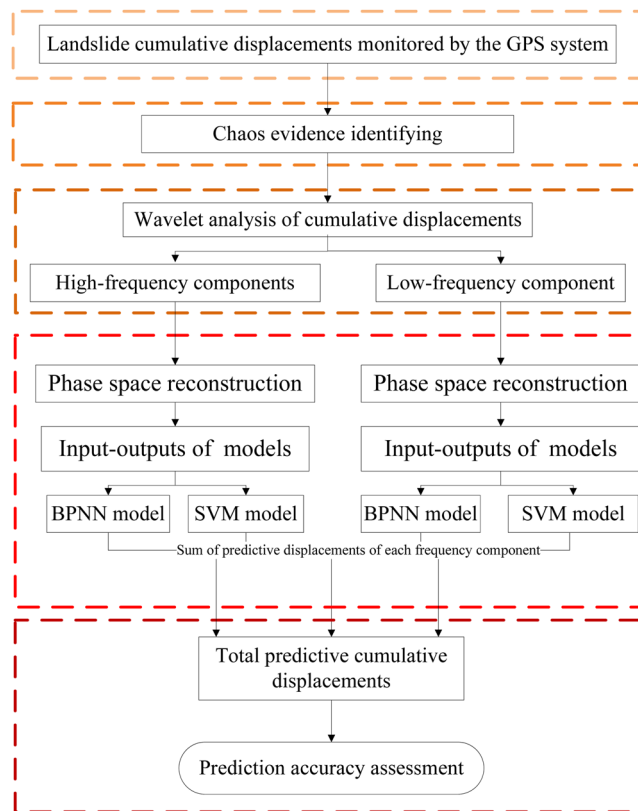 Landslide cumulative displacements monitored by the GPS system
Chaos evidence identifying
Wavelet analysis of cumulative displacements
High-frequency components
Low-frequency component
Phase space reconstruction
Phase space reconstruction
Input-outputs of models
Input-outputs of models
BPNN model
SVM model
BPNN model
SVM model
Sum of predictive displacements of each frequency component
Total predictive cumulative
displacements
Prediction accuracy assessment